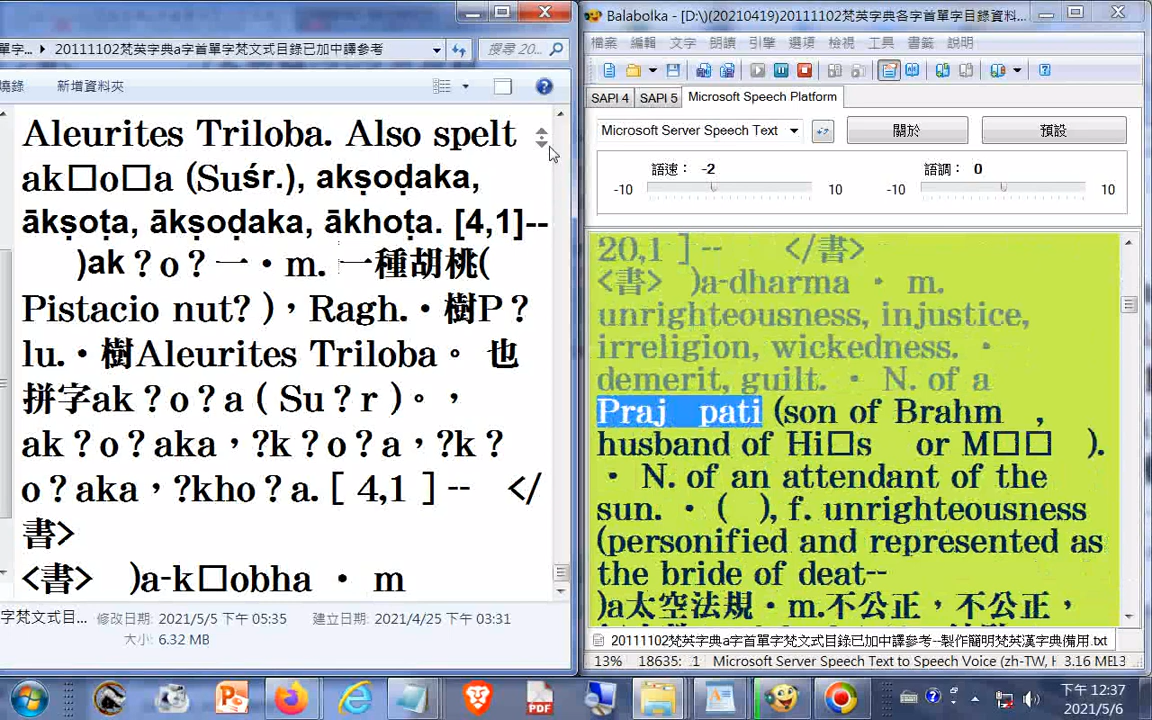 單字... ▸ 20111102梵英字典a字首單字梵文式目錄已加中譯參考
搜尋 20...
燒錄 新增資料夾
Aleurites Triloba. Also spelt
ak□o□a (Suśr.), akṣoḍaka,
ākṣoṭa, ākṣoḍaka, ākhoṭa. [4,1]--
)ak？o？一・m. 一種胡桃(
Pistacio nut? )，Ragh.・樹P？
lu.・樹Aleurites Triloba。 也
拼字ak？o？a ( Su？r )。，
ak？o？aka，?k？o？a，?k？
o？aka，?kho？a. [ 4,1 ] -- </
書>
<書> )a-k□obha ・ m
字梵文式目... 修改日期: 2021/5/5 下午 05:35 建立日期: 2021/4/25 下午 03:31
大小: 6.32 MB
Balabolka - [D:\)(20210419)20111102梵英字典各字首單字目錄資料...
檔案 編輯 文字 朗讀 引擎 選項 檢視 工具 書籤 說明
SAPI 4 SAPI 5 Microsoft Speech Platform
Microsoft Server Speech Text 關於 預設
語速： -2 語調： 0
-10 10 -10 10
20,1 ] -- </書>
<書> )a-dharma ・ m.
unrighteousness, injustice,
irreligion, wickedness. ・
demerit, guilt. ・ N. of a
Praj pati (son of Brahm ,
husband of Hi□s or M□□ ).
・ N. of an attendant of the
sun. ・ ( ), f. unrighteousness
(personified and represented as
the bride of deat--
)a太空法規・m.不公正，不公正，
20111102梵英字典a字首單字梵文式目錄已加中譯參考--製作簡明梵英漢字典備用.txt
13% 18635: .1 Microsoft Server Speech Text to Speech Voice (zh-TW, H 3.16 MB
下午 12:37
2021/5/6